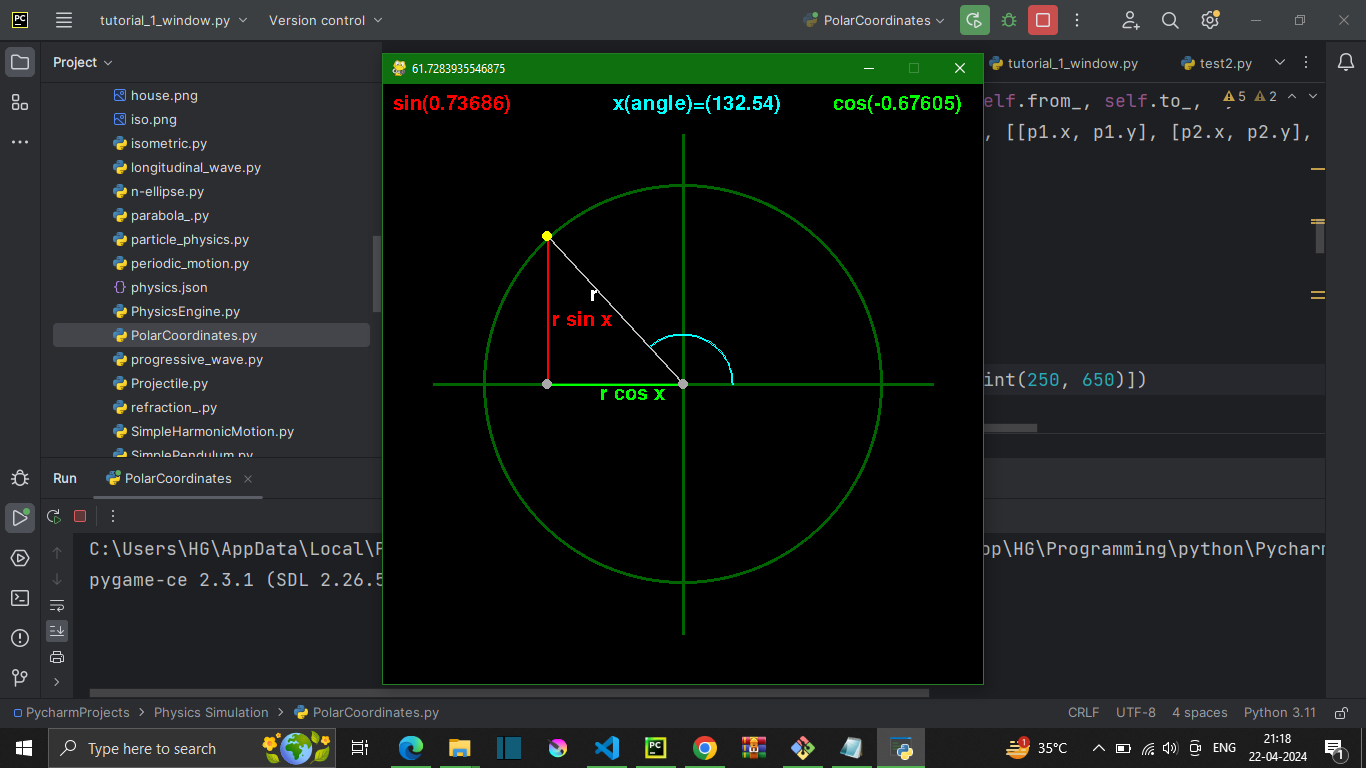 PC tutorial_1_window.py Version control PolarCoordinates
Project
house.png
iso.png
isometric.py
longitudinal_wave.py
n-ellipse.py
parabola_.py
particle_physics.py
periodic_motion.py
{} physics.json
PhysicsEngine.py
PolarCoordinates.py
progressive_wave.py
Projectile.py
refraction_.py
SimpleHarmonicMotion.py
SimplePendulum.py
61.7283935546875
sin(0.73686) x(angle)=(132.54) cos(-0.67605)
r
r sin x
r cos x
tutorial_1_window.py test2.py
elf.from_, self.to_, 5 2
, [[p1.x, p1.y], [p2.x, p2.y],
int(250, 650)])
Run PolarCoordinates
C:\Users\HG\AppData\Local\ pp\HG\Programming\python\Pycharm
pygame-ce 2.3.1 (SDL 2.26.5
PycharmProjects > Physics Simulation > PolarCoordinates.py CRLF UTF-8 4 spaces Python 3.11
Type here to search PC 1 35°C ENG 21:18
22-04-2024 1